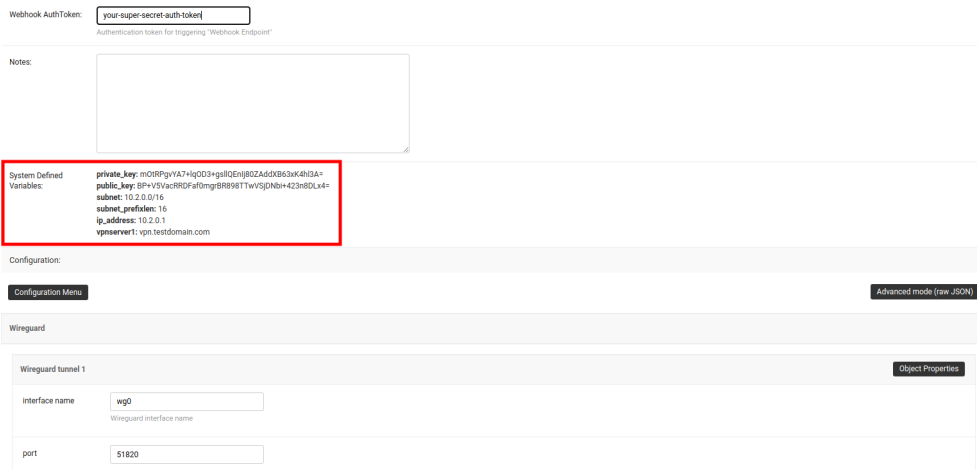 Webhook AuthToken:
your-super-secret-auth-token
Authentication token for triggering "Webhook Endpoint"
Notes:
System Defined
Variables:
private_key: mOtRPgvYA7+lqOD3+gsllQEnIj80ZAddXB63xK4hl3A=
public_key: BP+V5VacRRDFaf0mgrBR898TTwVSjDNbi+423n8DLx4=
subnet: 10.2.0.0/16
subnet_prefixlen: 16
ip_address: 10.2.0.1
vpnserver1: vpn.testdomain.com
Configuration:
Configuration Menu
Advanced mode (raw JSON)
Wireguard
Wireguard tunnel 1
Object Properties
interface name
wg0
Wireguard interface name
port
51820